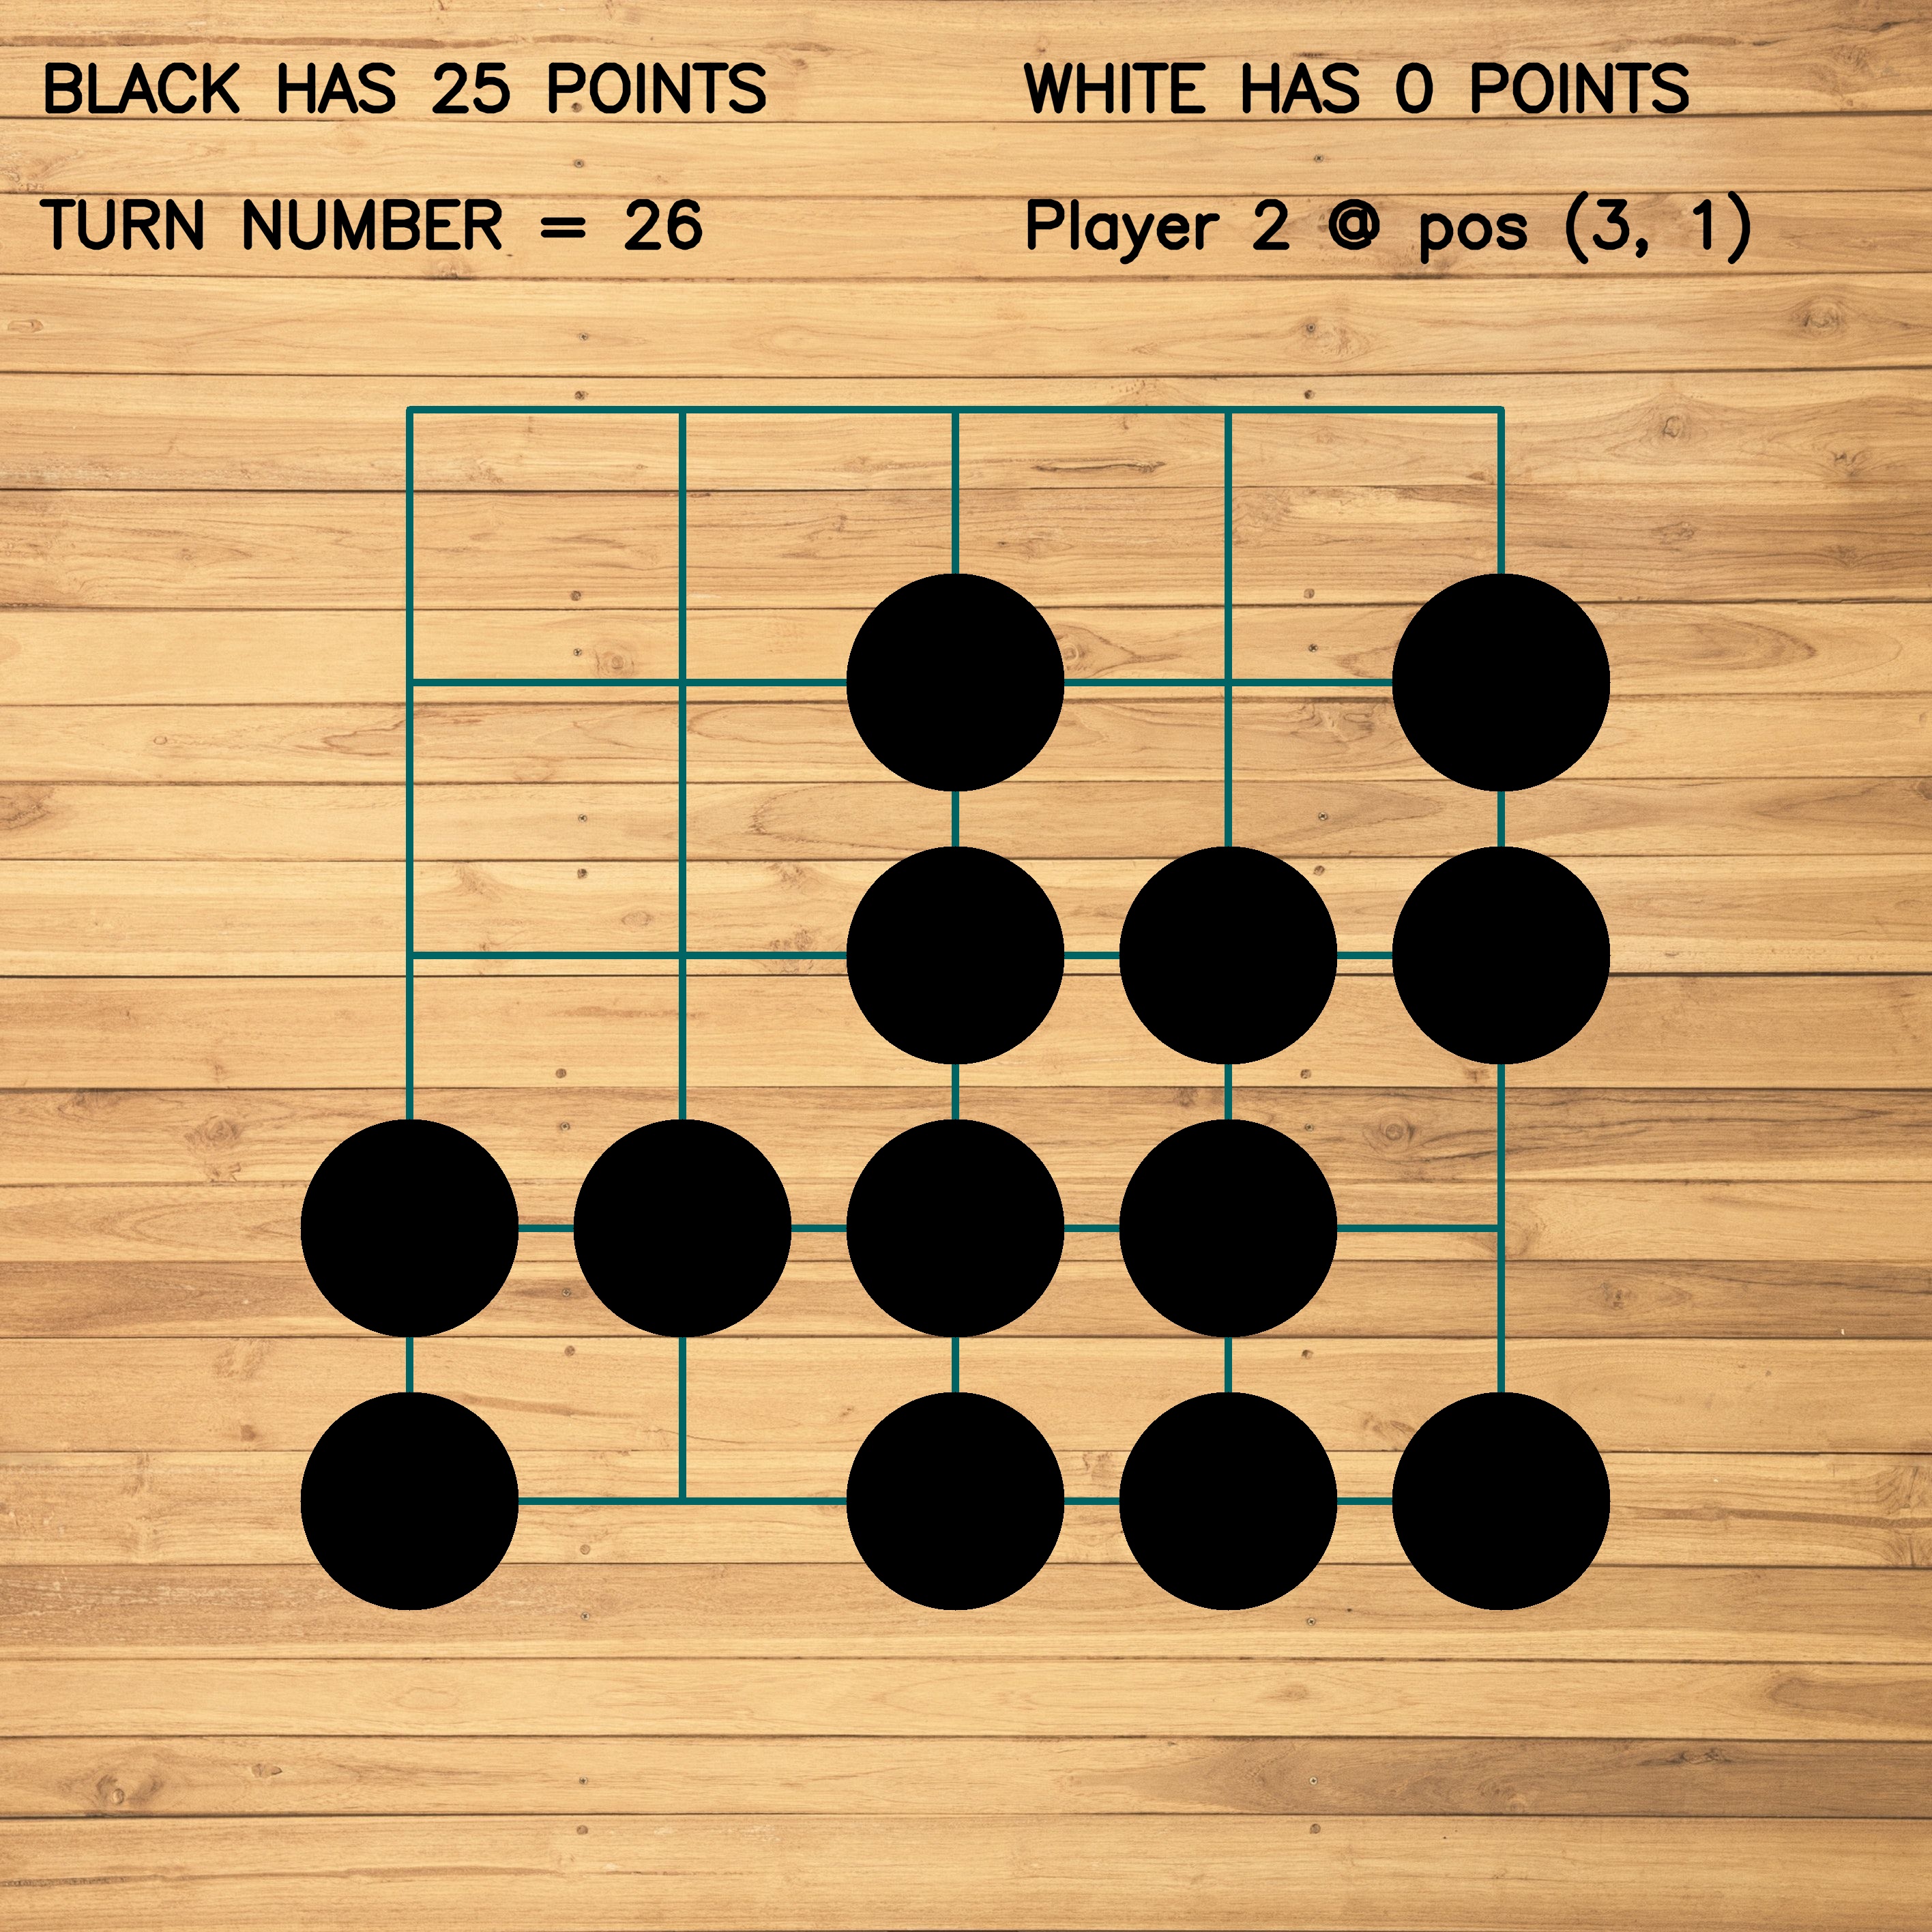 BLACK HAS 25 POINTS
WHITE HAS 0 POINTS
TURN NUMBER = 26
Player 2 @ pos (3, 1)